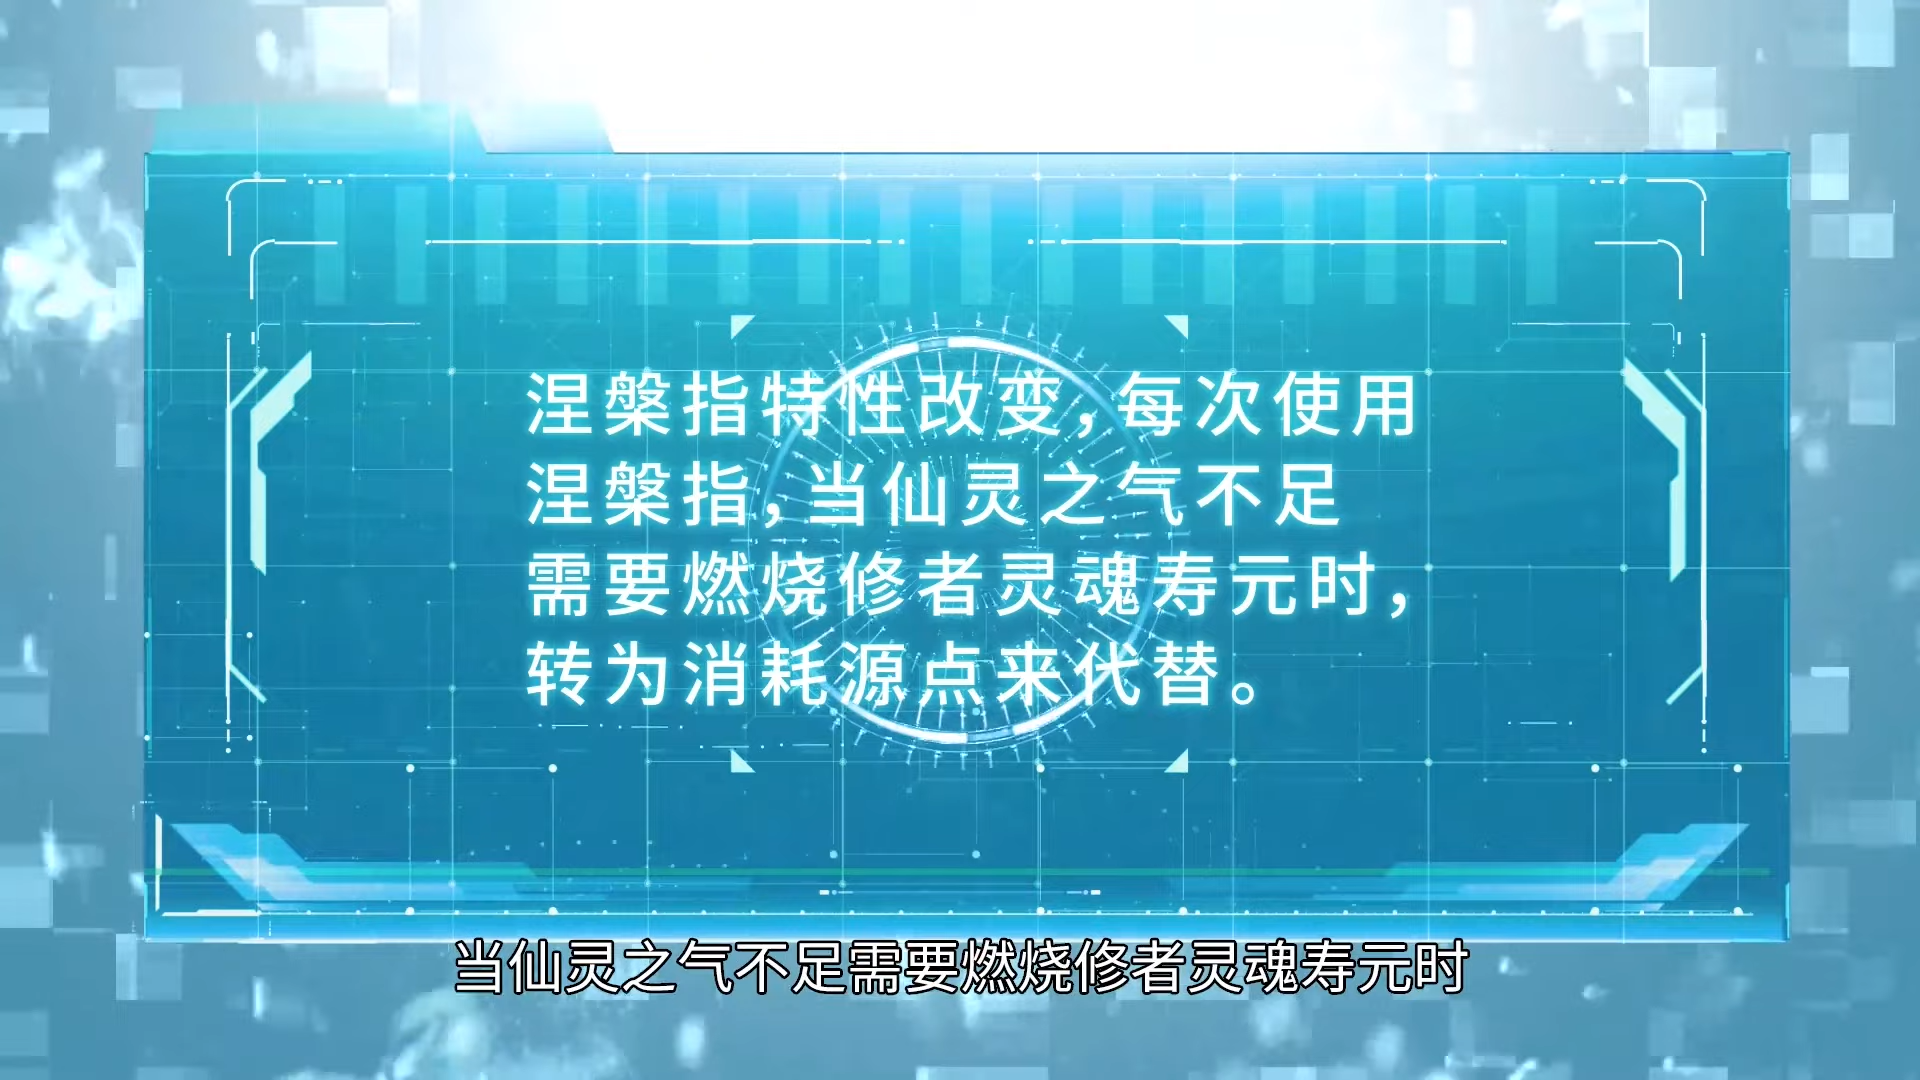 涅槃指特性改变，每次使用
涅槃指，当仙灵之气不足
需要燃烧修者灵魂寿元时，
转为消耗源点来代替。
当仙灵之气不足需要燃烧修者灵魂寿元时